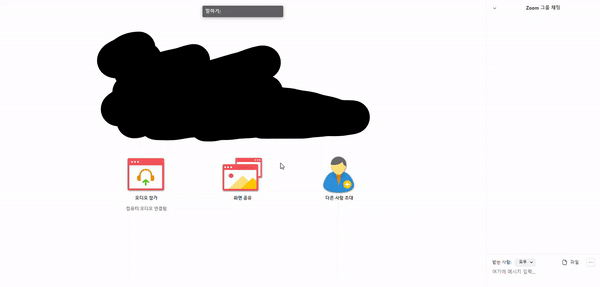 말하기:
Zoom 그룹 채팅
오디오 참가
컴퓨터 오디오 연결됨
화면 공유
다른 사람 초대
받는 사람: 모두
파일
여기에 메시지 입력...